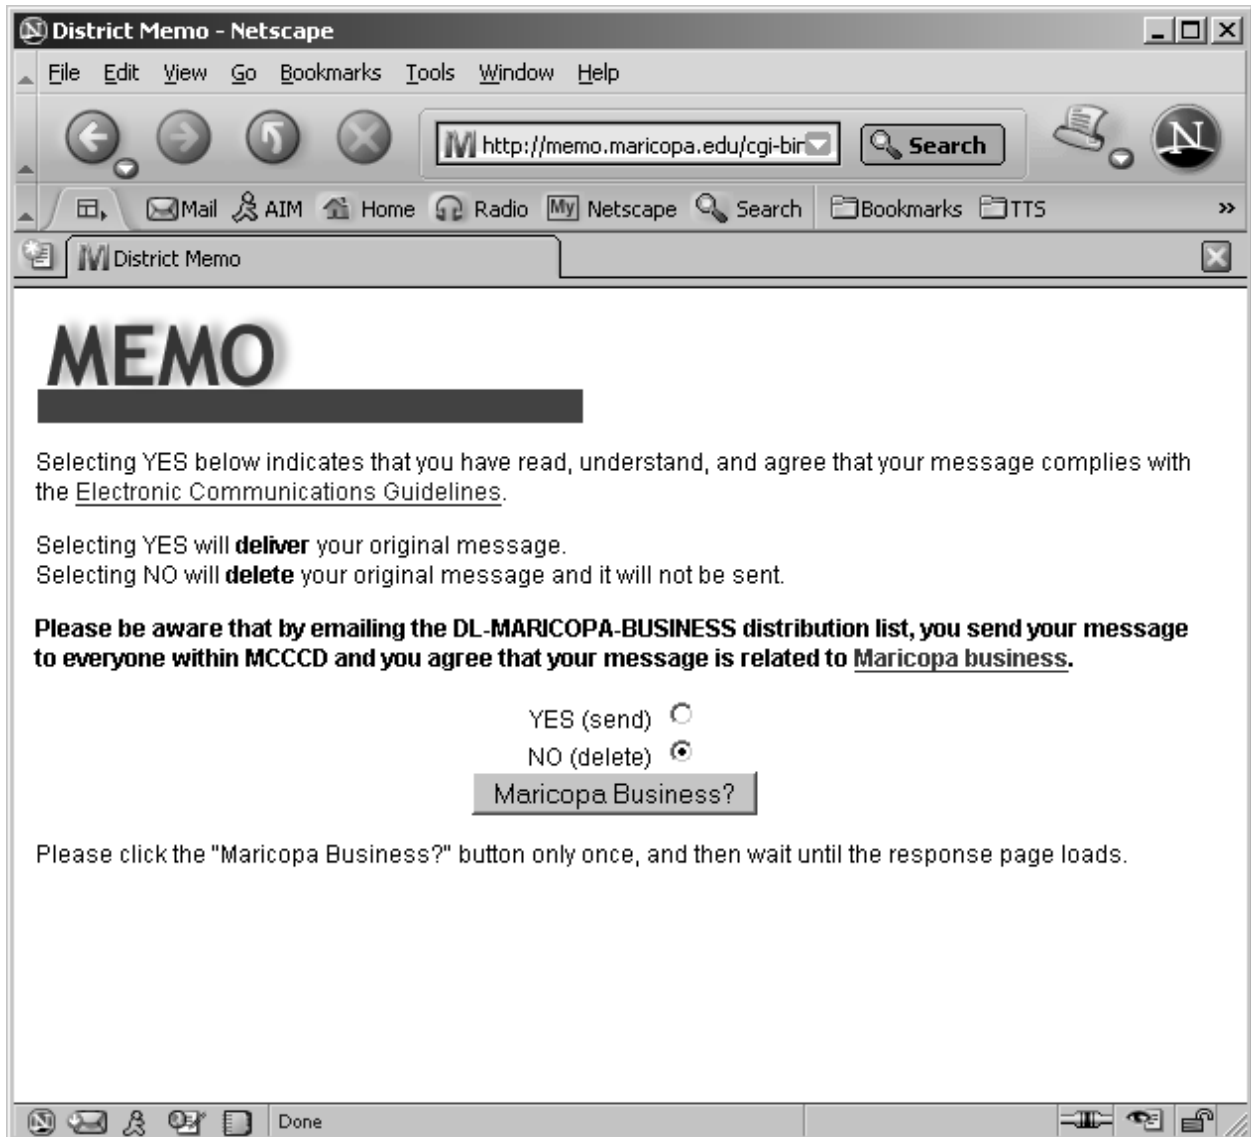 District Memo - Netscape
File Edit View Go Bookmarks Tools Window Help
http://memo.maricopa.edu/cgi-bin Search N
Mail AIM Home Radio My Netscape Search Bookmarks TTS »
M District Memo
MEMO
Selecting YES below indicates that you have read, understand, and agree that your message complies with
the Electronic Communications Guidelines.
Selecting YES will deliver your original message.
Selecting NO will delete your original message and it will not be sent.
Please be aware that by emailing the DL-MARICOPA-BUSINESS distribution list, you send your message
to everyone within MCCCD and you agree that your message is related to Maricopa business.
YES (send)
NO (delete)
Maricopa Business?
Please click the "Maricopa Business?" button only once, and then wait until the response page loads.
Done